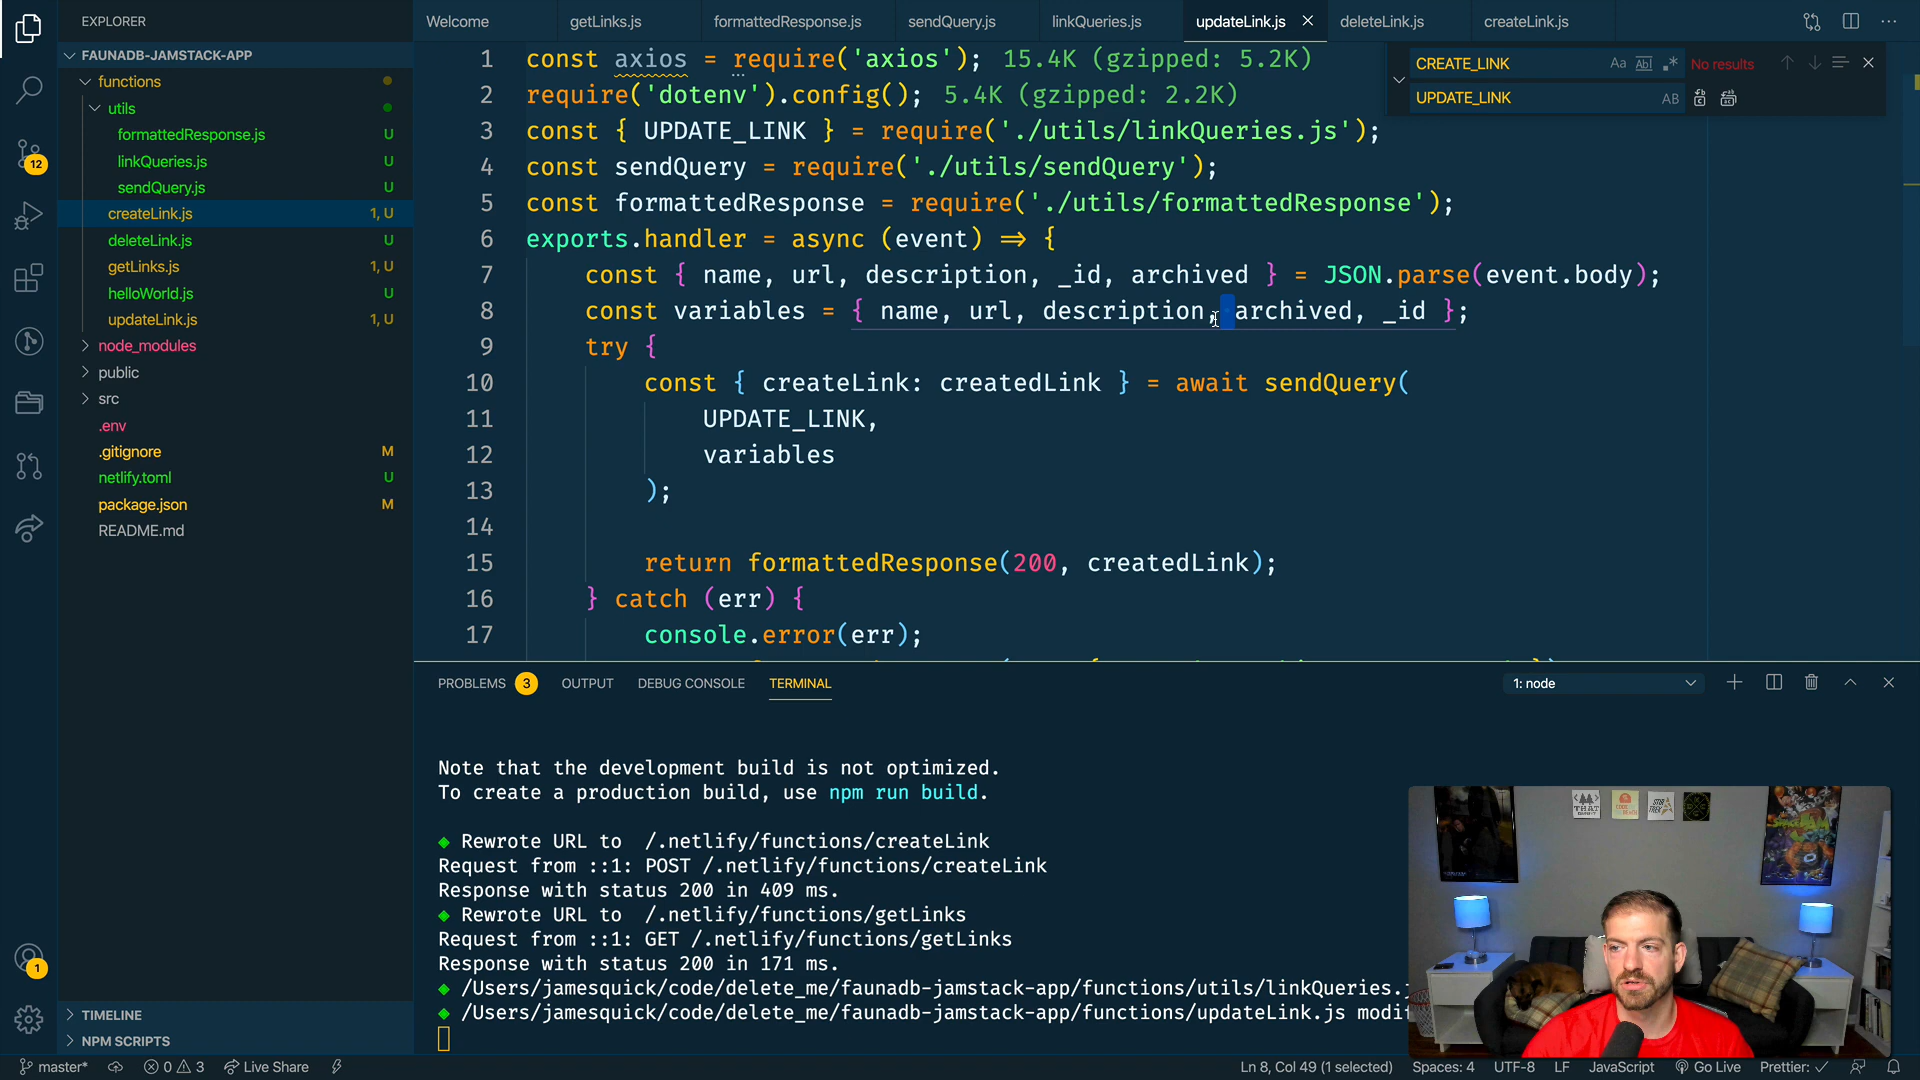 EXPLORER
Welcome
getLinks.js
formattedResponse.js
sendQuery.js
linkQueries.js
updateLink.js
deleteLink.js
createLink.js
FAUNADB-JAMSTACK-APP
functions
utils
formattedResponse.js U
linkQueries.js U
sendQuery.js U
createLink.js 1, U
deleteLink.js U
getLinks.js 1, U
helloWorld.js U
updateLink.js 1, U
node_modules
public
src
.env
.gitignore M
netlify.toml U
package.json M
README.md
12
1
TIMELINE
NPM SCRIPTS
CREATE_LINK
Aa Abl .* No results
UPDATE_LINK
AB
1 const axios = require('axios'); 15.4K (gzipped: 5.2K)
2 require('dotenv').config(); 5.4K (gzipped: 2.2K)
3 const { UPDATE_LINK } = require('./utils/linkQueries.js');
4 const sendQuery = require('./utils/sendQuery');
5 const formattedResponse = require('./utils/formattedResponse');
6 exports.handler = async (event) => {
7 const { name, url, description, _id, archived } = JSON.parse(event.body);
8 const variables = { name, url, description, archived, _id };
9 try {
10 const { createLink: createdLink } = await sendQuery(
11 UPDATE_LINK,
12 variables
13 );
14
15 return formattedResponse(200, createdLink);
16 } catch (err) {
17 console.error(err);
PROBLEMS 3 OUTPUT DEBUG CONSOLE TERMINAL
1: node
Note that the development build is not optimized.
To create a production build, use npm run build.
◆ Rewrote URL to /.netlify/functions/createLink
Request from ::1: POST /.netlify/functions/createLink
Response with status 200 in 409 ms.
◆ Rewrote URL to /.netlify/functions/getLinks
Request from ::1: GET /.netlify/functions/getLinks
Response with status 200 in 171 ms.
◆ /Users/jamesquick/code/delete_me/faunadb-jamstack-app/functions/utils/linkQueries.
◆ /Users/jamesquick/code/delete_me/faunadb-jamstack-app/functions/updateLink.js modif
master* 0 3 Live Share
Ln 8, Col 49 (1 selected) Spaces: 4 UTF-8 LF JavaScript Go Live Prettier: ✓